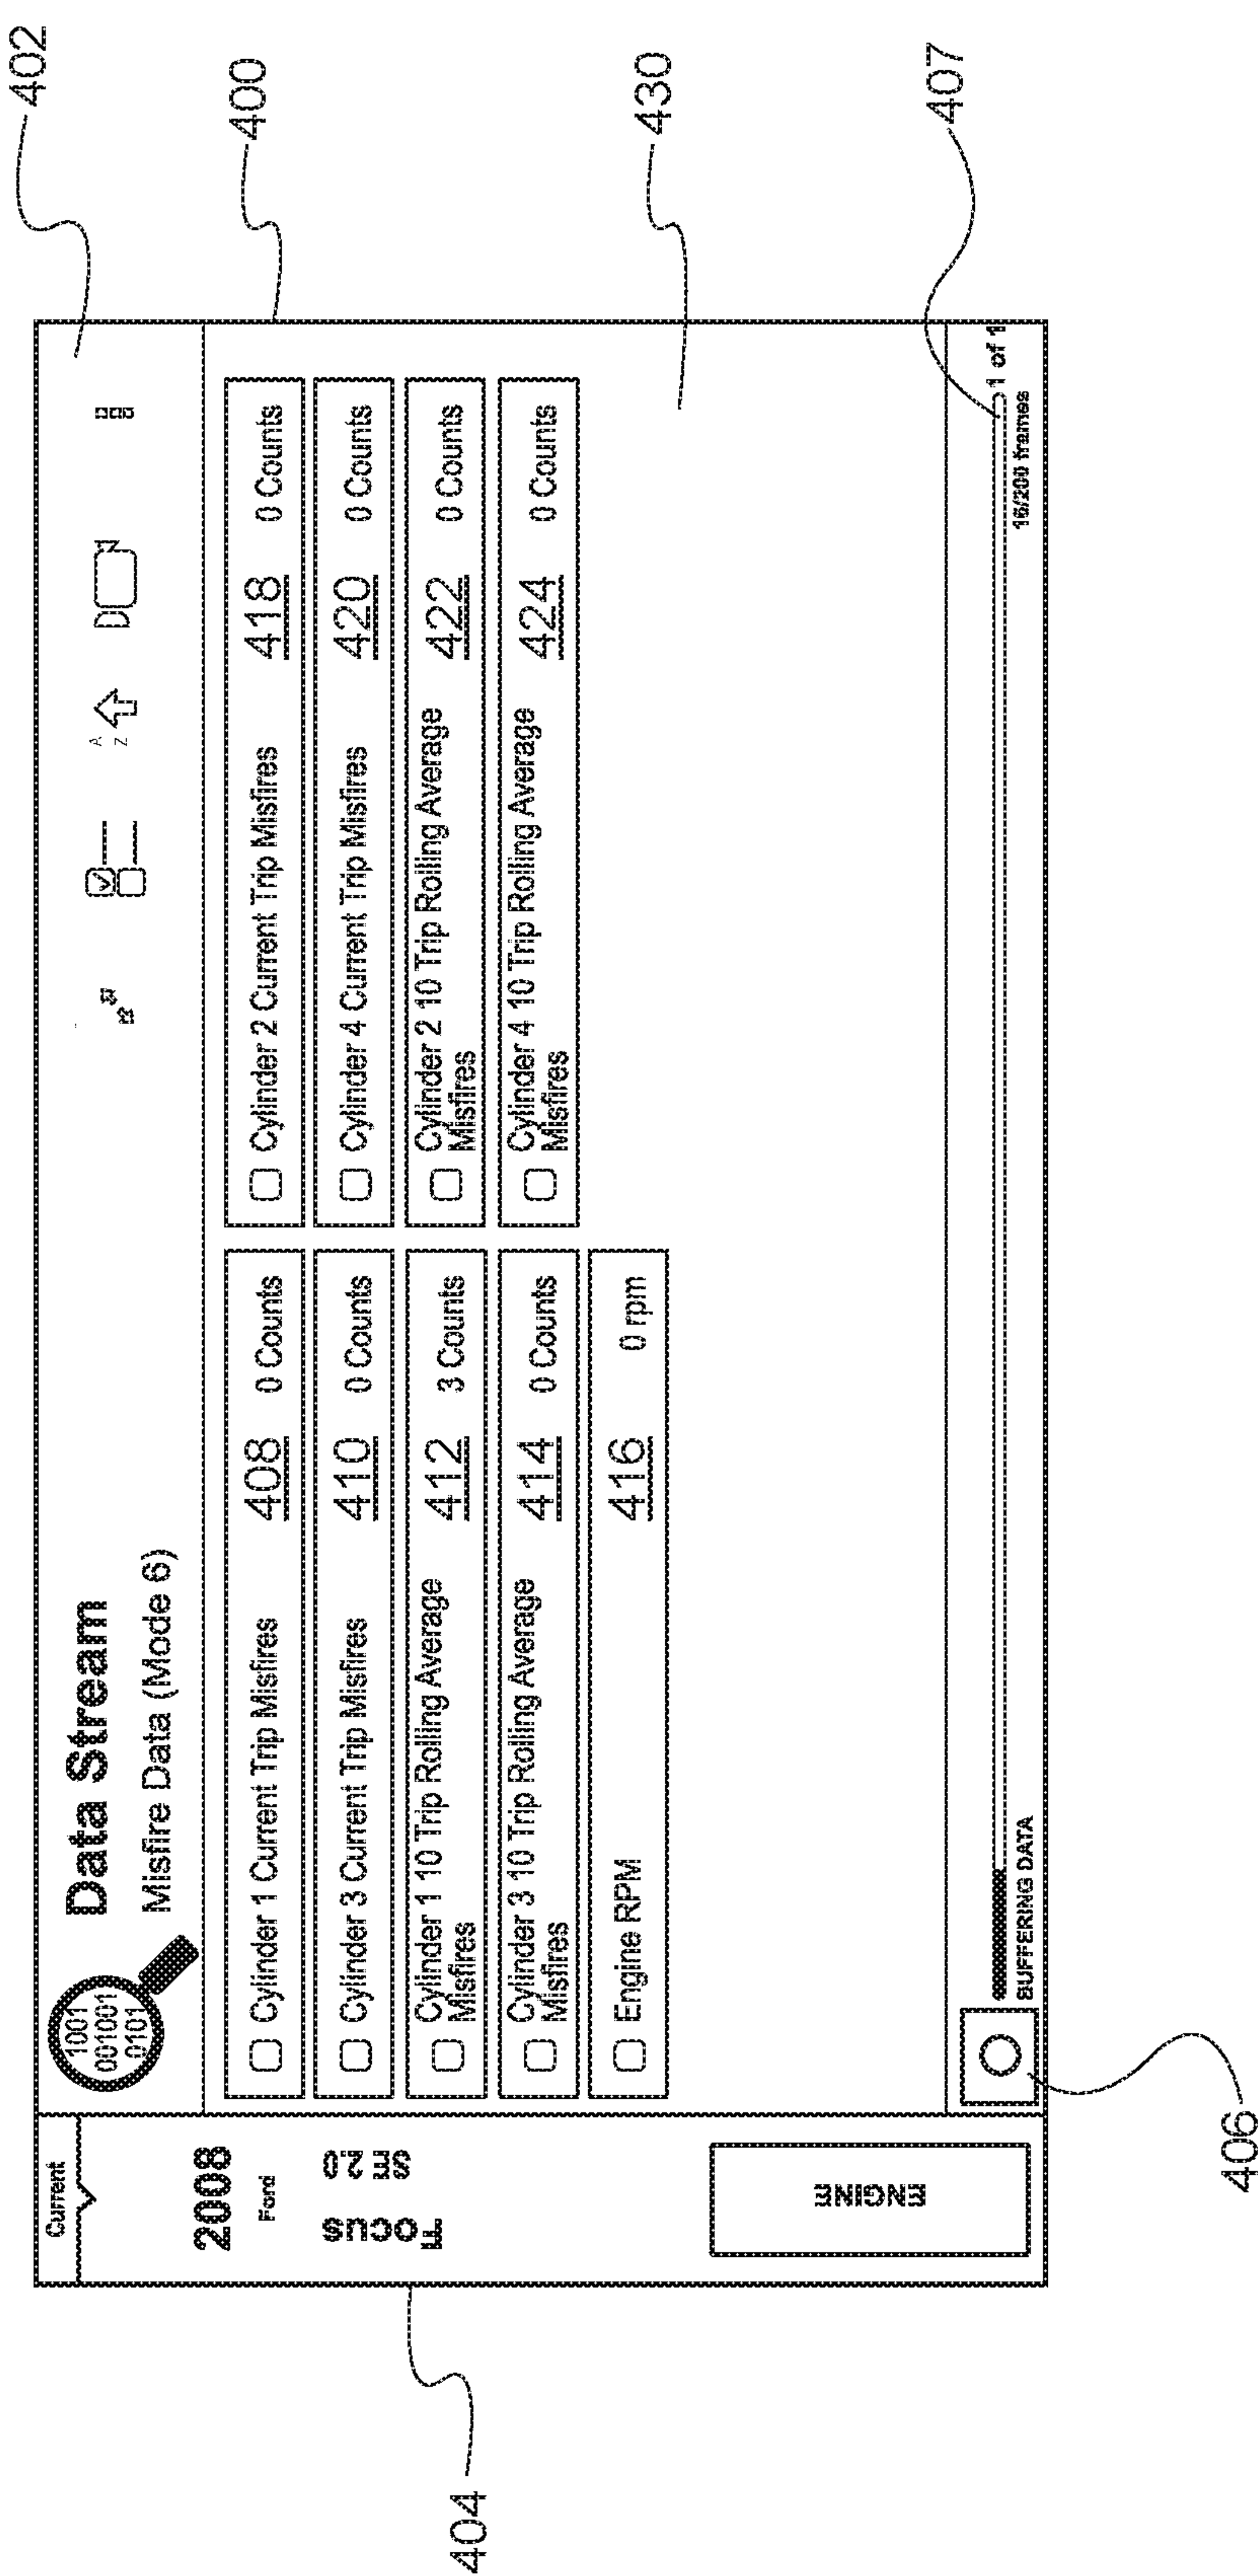 402
400
430
407
Current
2008
Ford
Focus
SE 2.0
ENGINE
404
1001
001001
0101
Data Stream
Misfire Data (Mode 6)
A
Z
Cylinder 1 Current Trip Misfires 408 0 Counts
Cylinder 2 Current Trip Misfires 418 0 Counts
Cylinder 3 Current Trip Misfires 410 0 Counts
Cylinder 4 Current Trip Misfires 420 0 Counts
Cylinder 1 10 Trip Rolling Average
Misfires 412 3 Counts
Cylinder 2 10 Trip Rolling Average
Misfires 422 0 Counts
Cylinder 3 10 Trip Rolling Average
Misfires 414 0 Counts
Cylinder 4 10 Trip Rolling Average
Misfires 424 0 Counts
Engine RPM 416 0 rpm
1 of 1
BUFFERING DATA
16/200 frames
406